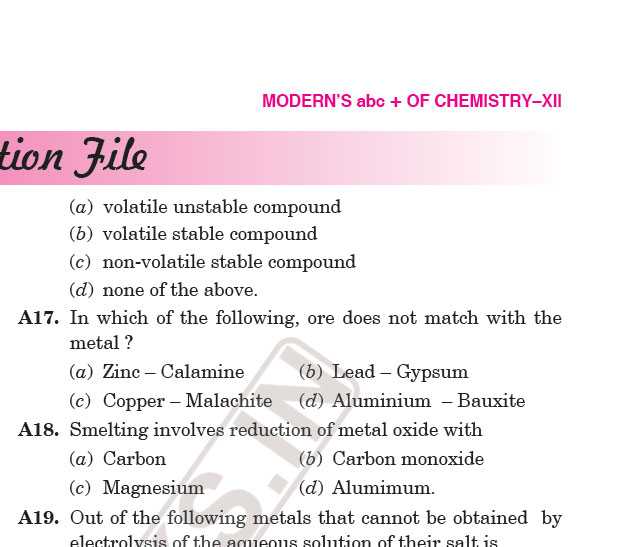 MODERN'S abc + OF CHEMISTRY–XII
tion File
(a) volatile unstable compound
(b) volatile stable compound
(c) non-volatile stable compound
(d) none of the above.
A17. In which of the following, ore does not match with the
metal ?
(a) Zinc – Calamine (b) Lead – Gypsum
(c) Copper – Malachite (d) Aluminium – Bauxite
A18. Smelting involves reduction of metal oxide with
(a) Carbon (b) Carbon monoxide
(c) Magnesium (d) Alumimum.
A19. Out of the following metals that cannot be obtained by
electrolysis of the aqueous solution of their salt is
S.IN